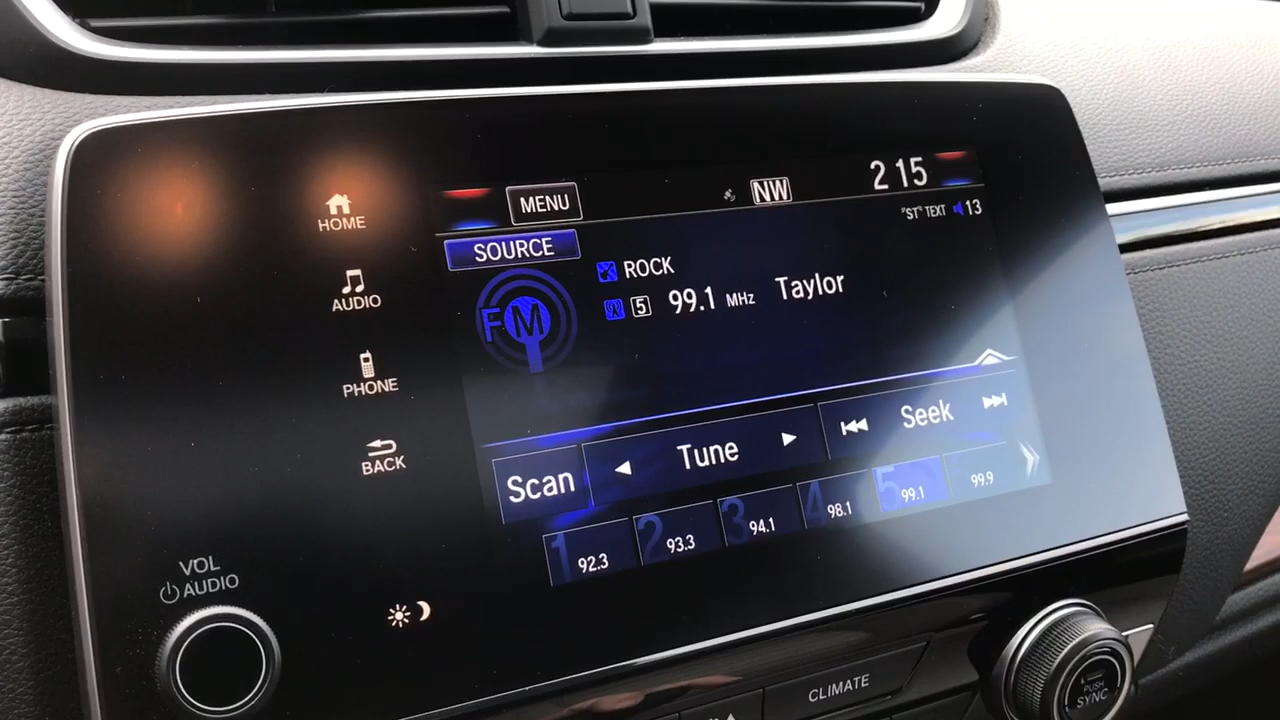 HOME
AUDIO
PHONE
BACK
VOL
AUDIO
MENU
NW
2 15
"ST" TEXT 13
SOURCE
FM
ROCK
5 99.1 MHz Taylor
Scan Tune Seek
1 92.3
2 93.3
3 94.1
4 98.1
5 99.1
99.9
CLIMATE
PUSH
SYNC